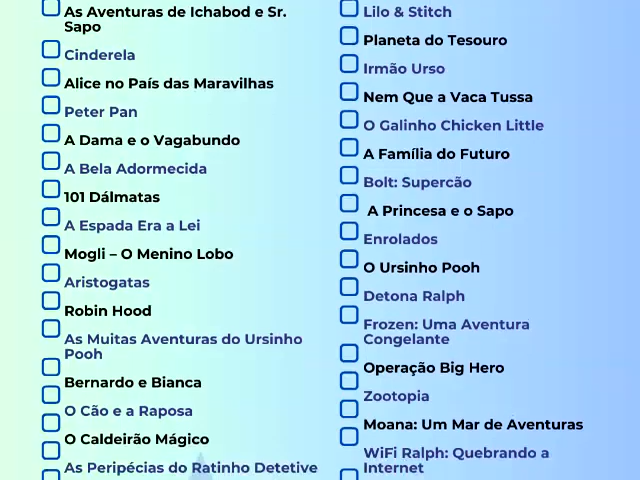 As Aventuras de Ichabod e Sr.
Sapo
Cinderela
Alice no País das Maravilhas
Peter Pan
A Dama e o Vagabundo
A Bela Adormecida
101 Dálmatas
A Espada Era a Lei
Mogli – O Menino Lobo
Aristogatas
Robin Hood
As Muitas Aventuras do Ursinho
Pooh
Bernardo e Bianca
O Cão e a Raposa
O Caldeirão Mágico
As Peripécias do Ratinho Detetive
Lilo & Stitch
Planeta do Tesouro
Irmão Urso
Nem Que a Vaca Tussa
O Galinho Chicken Little
A Família do Futuro
Bolt: Supercão
A Princesa e o Sapo
Enrolados
O Ursinho Pooh
Detona Ralph
Frozen: Uma Aventura
Congelante
Operação Big Hero
Zootopia
Moana: Um Mar de Aventuras
WiFi Ralph: Quebrando a
Internet